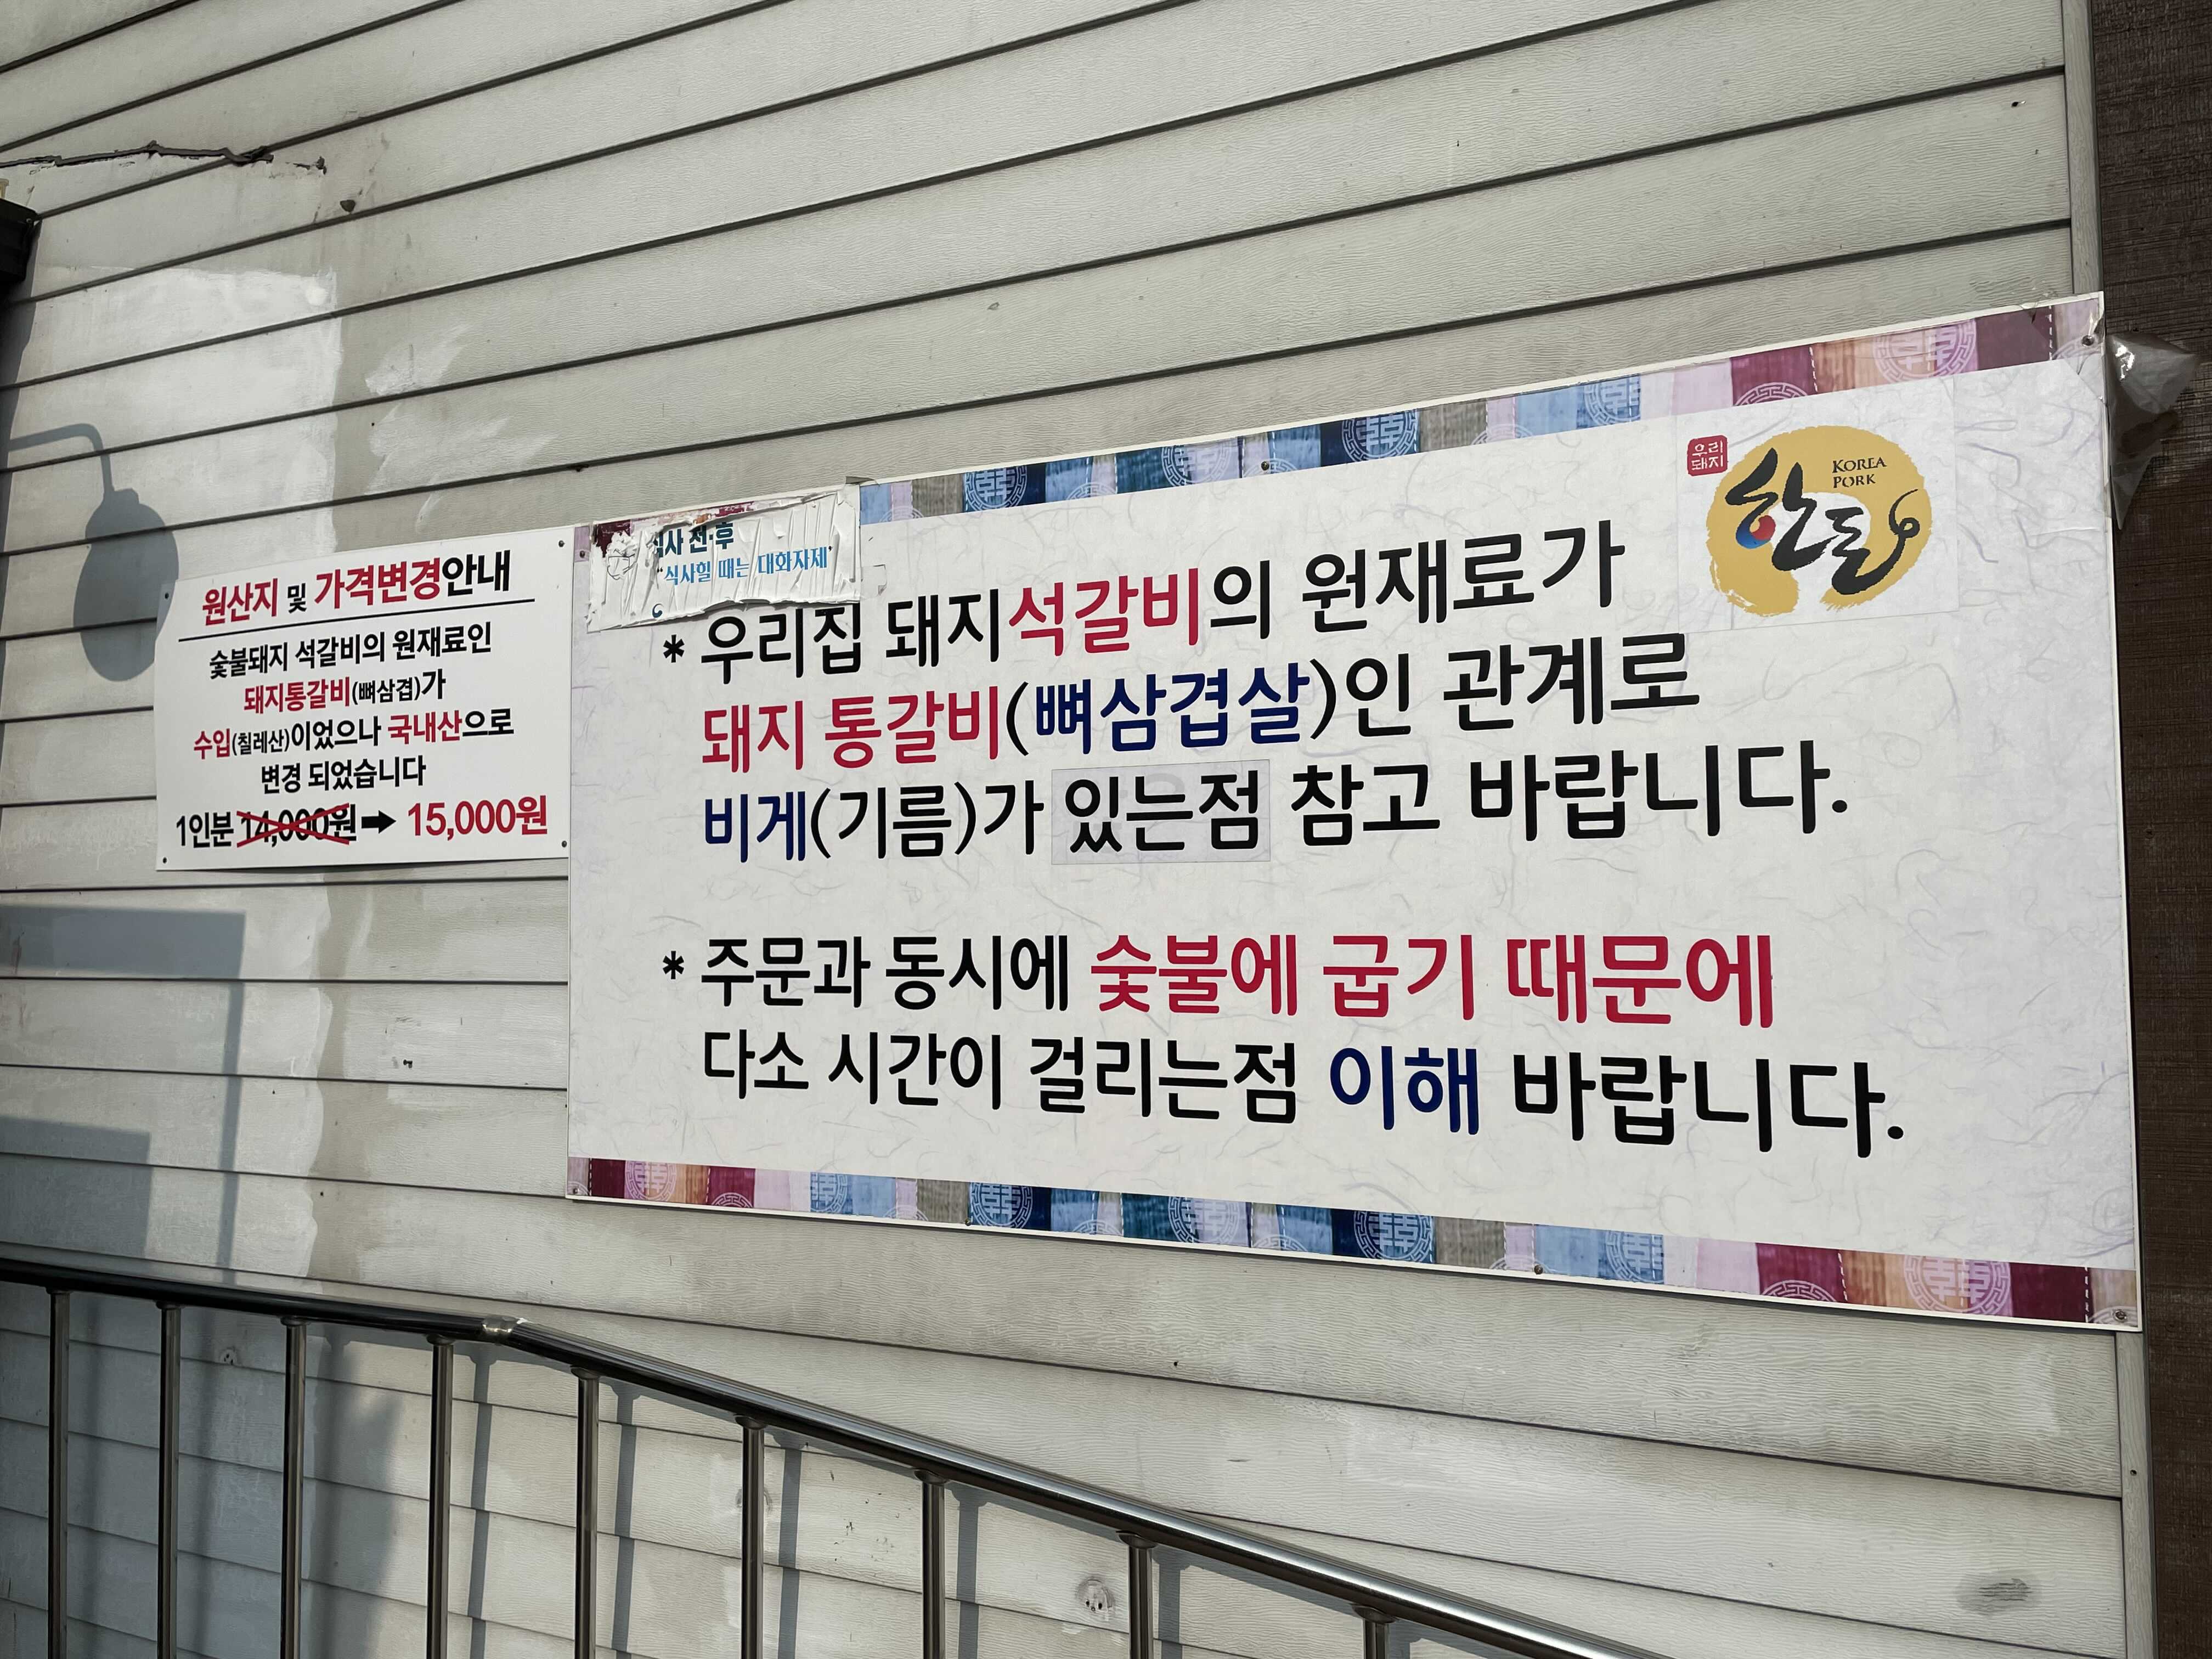 원산지 및 가격변경안내
숯불돼지 석갈비의 원재료인
돼지통갈비(뼈삼겹)가
수입(칠레산)이었으나 국내산으로
변경 되었습니다
1인분 14,000원 ➡ 15,000원
식사 전·후
"식사할 때는 대화자제"
우리
돼지
한돈
KOREA
PORK
* 우리집 돼지석갈비의 원재료가
돼지 통갈비(뼈삼겹살)인 관계로
비게(기름)가 있는점 참고 바랍니다.
* 주문과 동시에 숯불에 굽기 때문에
다소 시간이 걸리는점 이해 바랍니다.